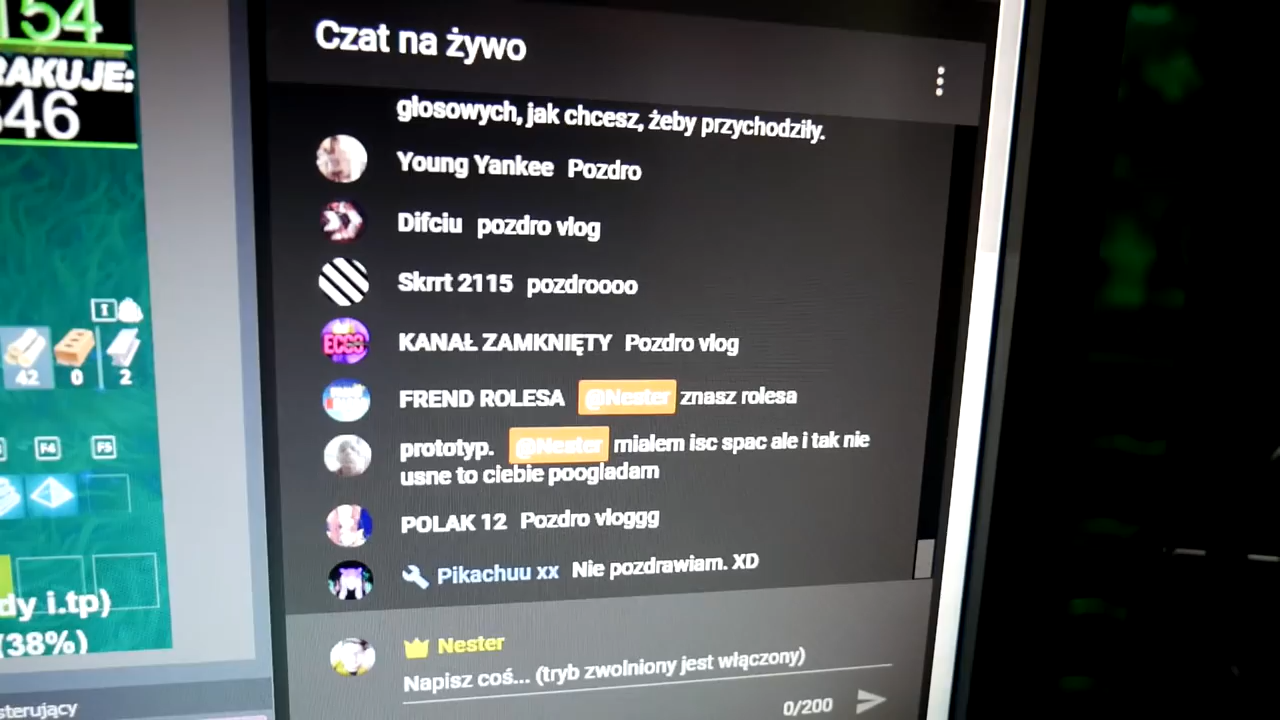 154
RAKUJE:
546
42 0 2
F4 F5
dy i.tp)
(38%)
sterujący
Czat na żywo
głosowych, jak chcesz, żeby przychodziły.
Young Yankee Pozdro
Difciu pozdro vlog
Skrrt 2115 pozdroooo
KANAŁ ZAMKNIĘTY Pozdro vlog
FREND ROLESA @Nester znasz rolesa
prototyp. @Nester miałem isc spac ale i tak nie
usne to ciebie poogladam
POLAK 12 Pozdro vloggg
Pikachuu xx Nie pozdrawiam. XD
Nester
Napisz coś... (tryb zwolniony jest włączony)
0/200